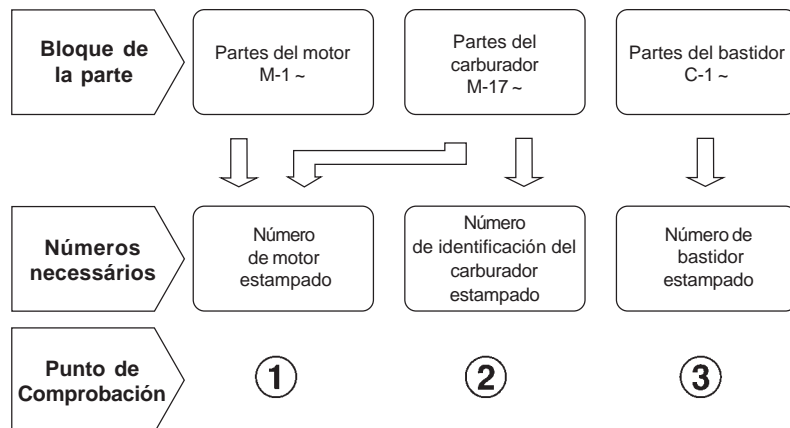 Bloque de
la parte
Partes del motor
M-1 ~
Partes del
carburador
M-17 ~
Partes del bastidor
C-1 ~
Números
necessários
Número
de motor
estampado
Número
de identificación del
carburador
estampado
Número de
bastidor
estampado
Punto de
Comprobación
1
2
3